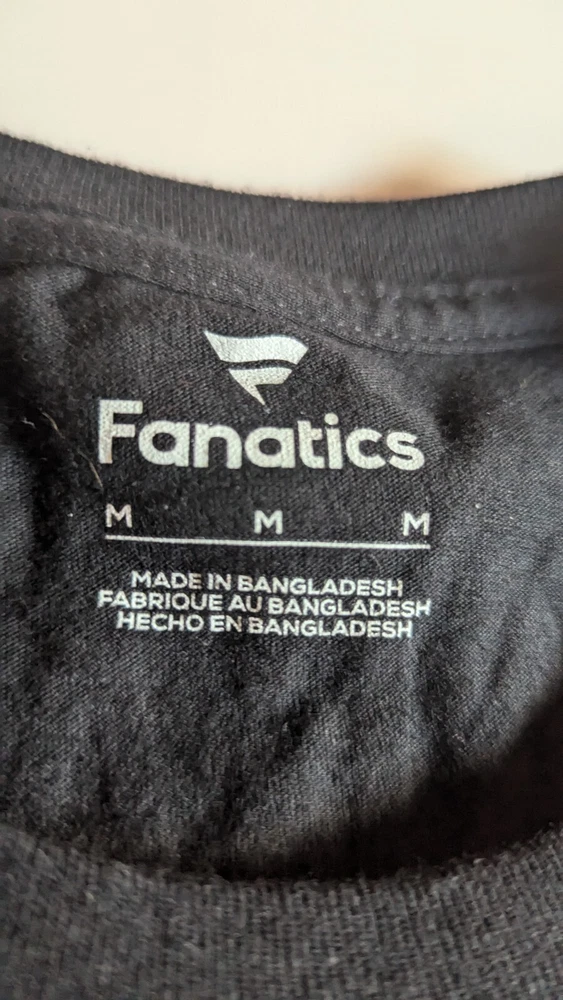 Fanatics
M M M
MADE IN BANGLADESH
FABRIQUE AU BANGLADESH
HECHO EN BANGLADESH